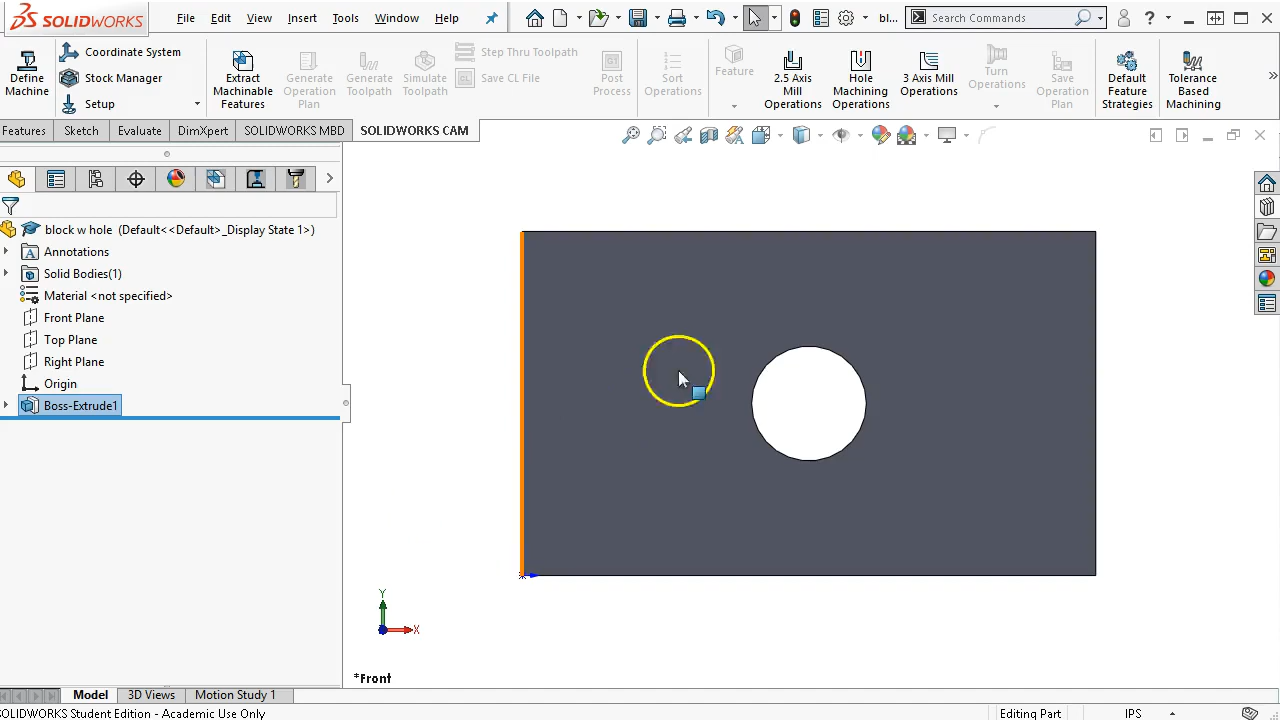 SOLIDWORKS
File Edit View Insert Tools Window Help
bl...
Search Commands
Define Machine
Coordinate System
Stock Manager
Setup
Extract Machinable Features
Generate Operation Plan
Generate Toolpath
Simulate Toolpath
Step Thru Toolpath
Save CL File
Post Process
Sort Operations
Feature
2.5 Axis Mill Operations
Hole Machining Operations
3 Axis Mill Operations
Turn Operations
Save Operation Plan
Default Feature Strategies
Tolerance Based Machining
Features Sketch Evaluate DimXpert SOLIDWORKS MBD SOLIDWORKS CAM
block w hole (Default<<Default>_Display State 1>)
Annotations
Solid Bodies(1)
Material <not specified>
Front Plane
Top Plane
Right Plane
Origin
Boss-Extrude1
Y
X
*Front
Model 3D Views Motion Study 1
SOLIDWORKS Student Edition - Academic Use Only
Editing Part
IPS